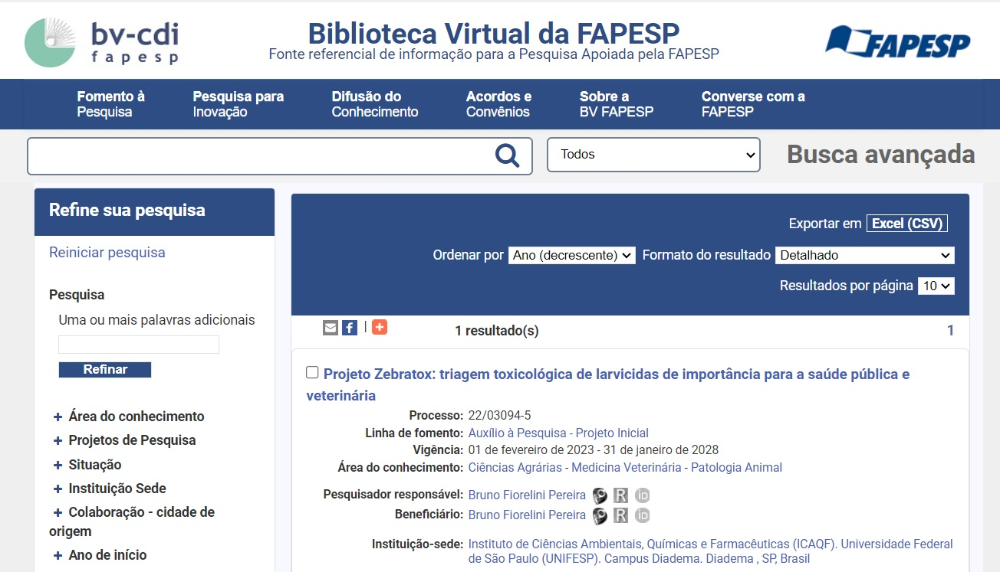 bv-cdi
fapesp
Biblioteca Virtual da FAPESP
Fonte referencial de informação para a Pesquisa Apoiada pela FAPESP
FAPESP
Fomento à
Pesquisa
Pesquisa para
Inovação
Difusão do
Conhecimento
Acordos e
Convênios
Sobre a
BV FAPESP
Converse com a
FAPESP
Todos
Busca avançada
Refine sua pesquisa
Reiniciar pesquisa
Pesquisa
Uma ou mais palavras adicionais
Refinar
+ Área do conhecimento
+ Projetos de Pesquisa
+ Situação
+ Instituição Sede
+ Colaboração - cidade de
origem
+ Ano de início
Exportar em Excel (CSV)
Ordenar por Ano (decrescente) Formato do resultado Detalhado
Resultados por página 10
f | + 1 resultado(s) 1
Projeto Zebratox: triagem toxicológica de larvicidas de importância para a saúde pública e
veterinária
Processo: 22/03094-5
Linha de fomento: Auxílio à Pesquisa - Projeto Inicial
Vigência: 01 de fevereiro de 2023 - 31 de janeiro de 2028
Área do conhecimento: Ciências Agrárias - Medicina Veterinária - Patologia Animal
Pesquisador responsável: Bruno Fiorelini Pereira R iD
Beneficiário: Bruno Fiorelini Pereira R iD
Instituição-sede: Instituto de Ciências Ambientais, Químicas e Farmacêuticas (ICAQF). Universidade Federal
de São Paulo (UNIFESP). Campus Diadema. Diadema , SP, Brasil